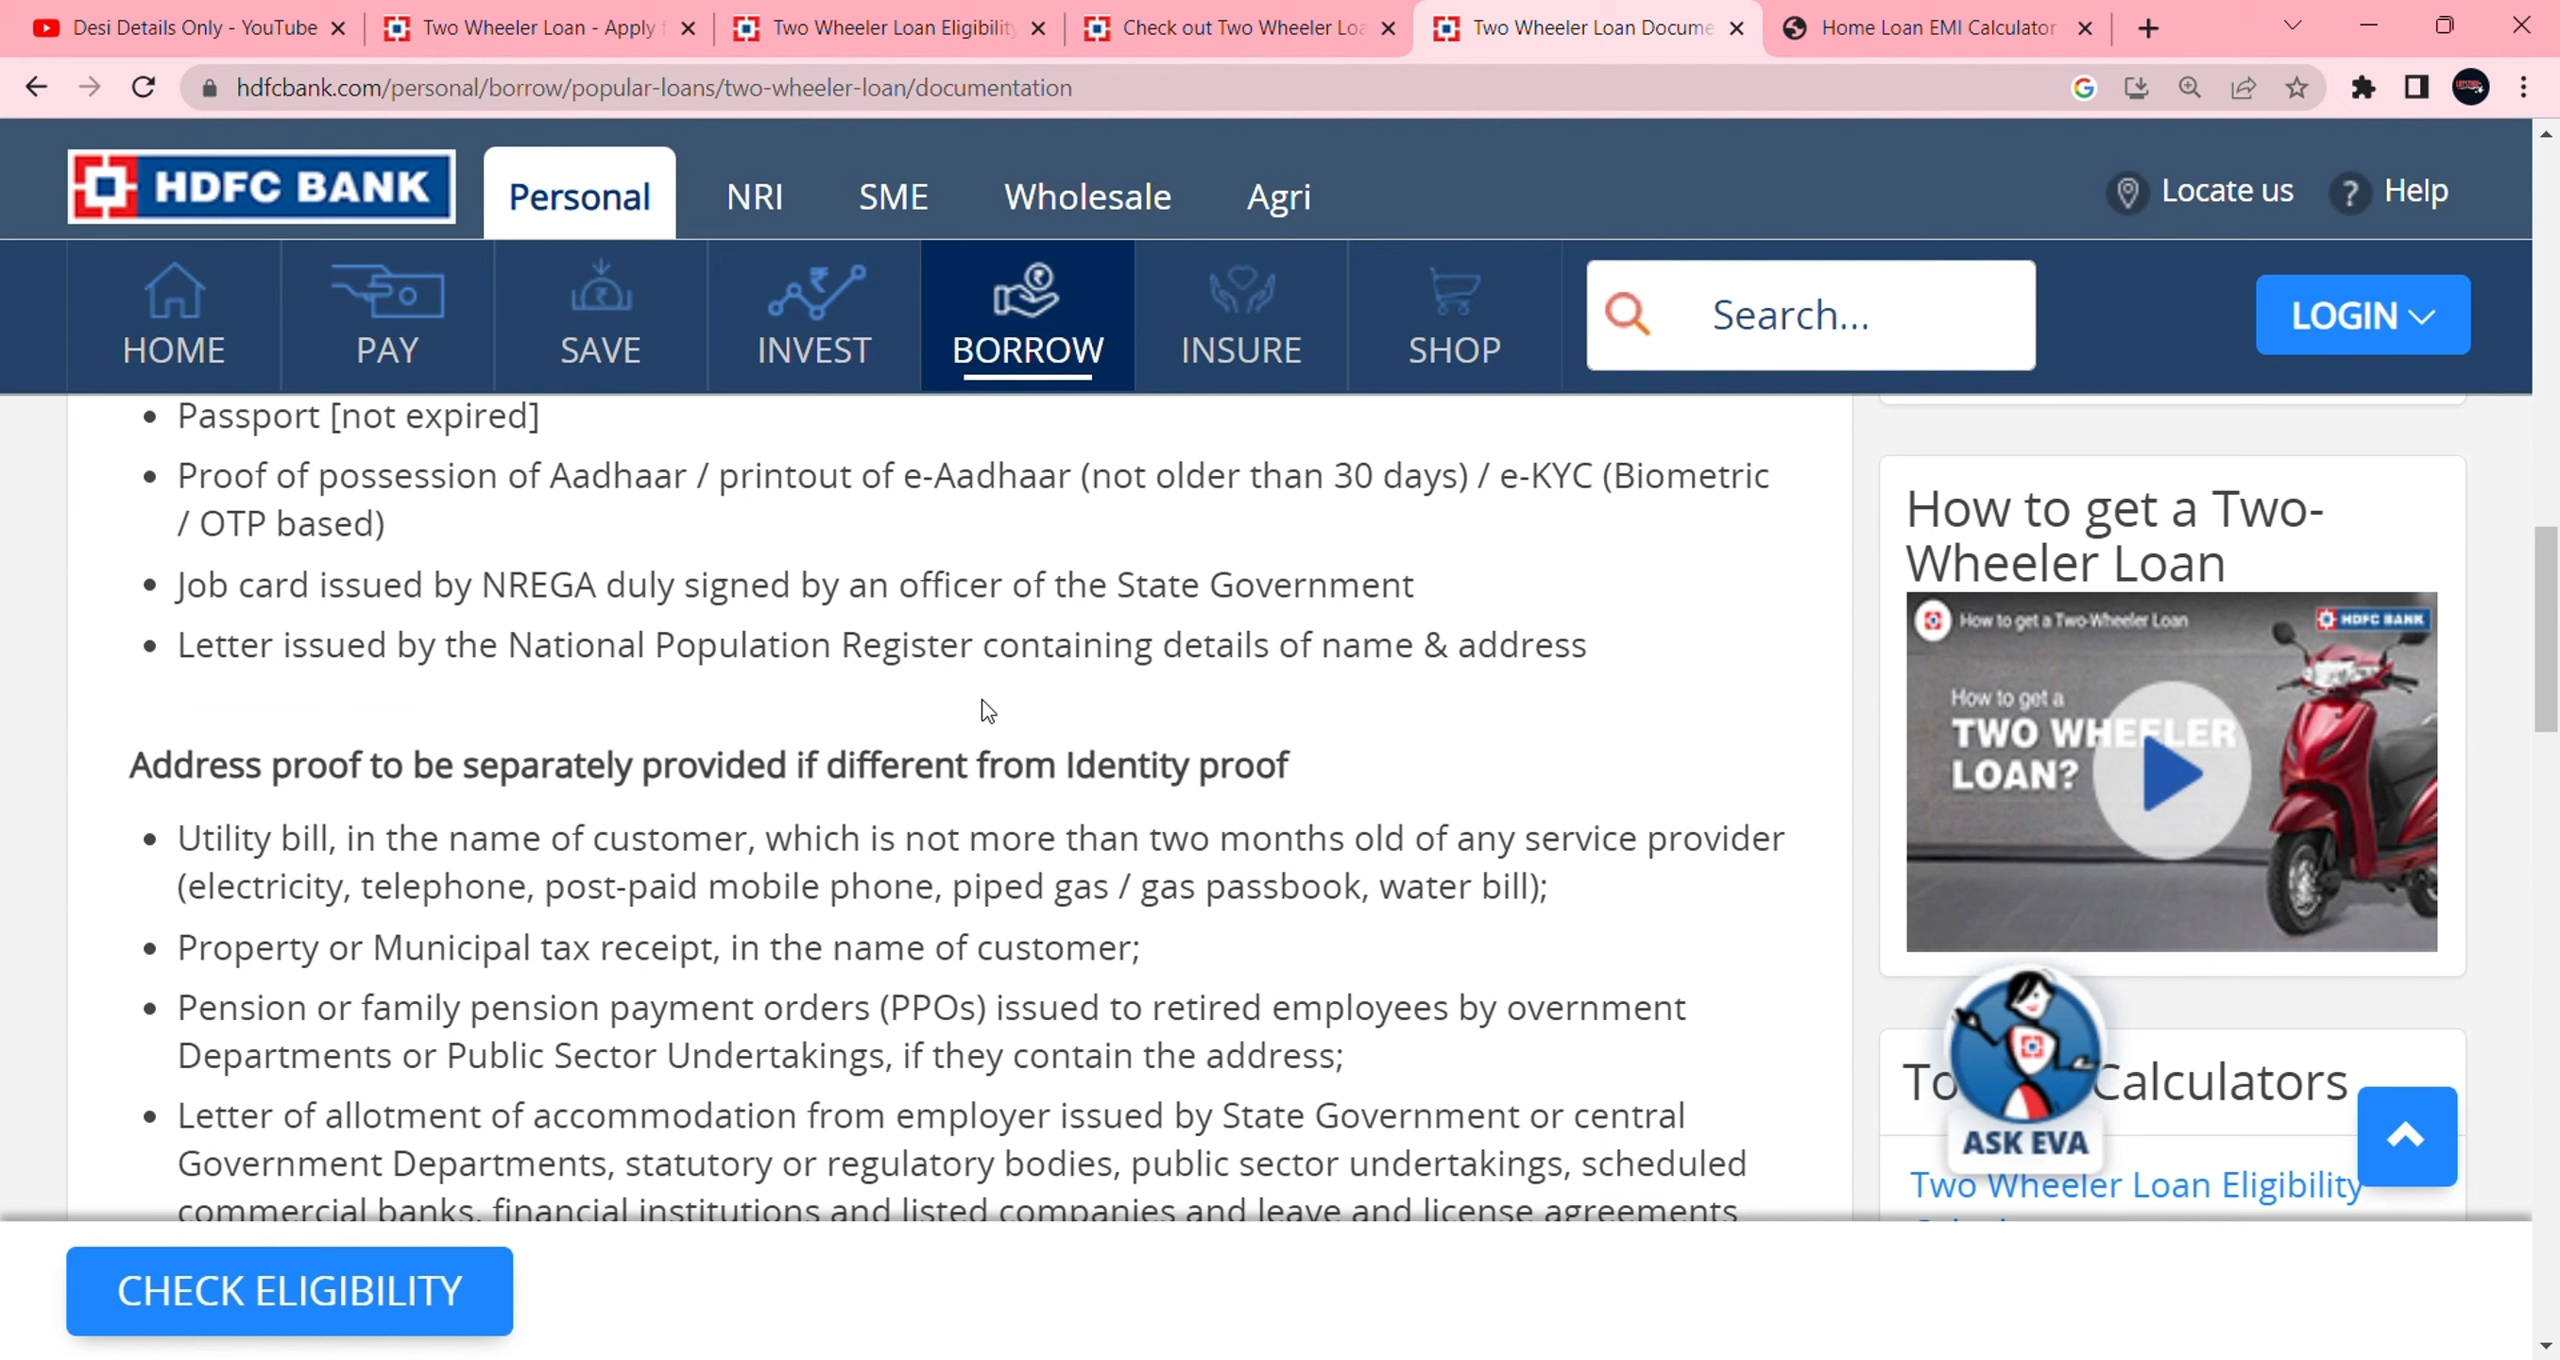 Desi Details Only - YouTube
Two Wheeler Loan - Apply
Two Wheeler Loan Eligibility
Check out Two Wheeler Loa
Two Wheeler Loan Docume
Home Loan EMI Calculator
hdfcbank.com/personal/borrow/popular-loans/two-wheeler-loan/documentation
HDFC BANK
Personal
NRI
SME
Wholesale
Agri
Locate us
? Help
HOME
PAY
SAVE
INVEST
BORROW
INSURE
SHOP
Search...
LOGIN
• Passport [not expired]
• Proof of possession of Aadhaar / printout of e-Aadhaar (not older than 30 days) / e-KYC (Biometric
/ OTP based)
• Job card issued by NREGA duly signed by an officer of the State Government
• Letter issued by the National Population Register containing details of name & address
Address proof to be separately provided if different from Identity proof
• Utility bill, in the name of customer, which is not more than two months old of any service provider
(electricity, telephone, post-paid mobile phone, piped gas / gas passbook, water bill);
• Property or Municipal tax receipt, in the name of customer;
• Pension or family pension payment orders (PPOs) issued to retired employees by overnment
Departments or Public Sector Undertakings, if they contain the address;
• Letter of allotment of accommodation from employer issued by State Government or central
Government Departments, statutory or regulatory bodies, public sector undertakings, scheduled
commercial banks, financial institutions and listed companies and leave and license agreements
How to get a Two-
Wheeler Loan
How to get a Two-Wheeler Loan
HDFC BANK
How to get a
TWO WHEELER
LOAN?
To
Calculators
ASK EVA
Two Wheeler Loan Eligibility
CHECK ELIGIBILITY